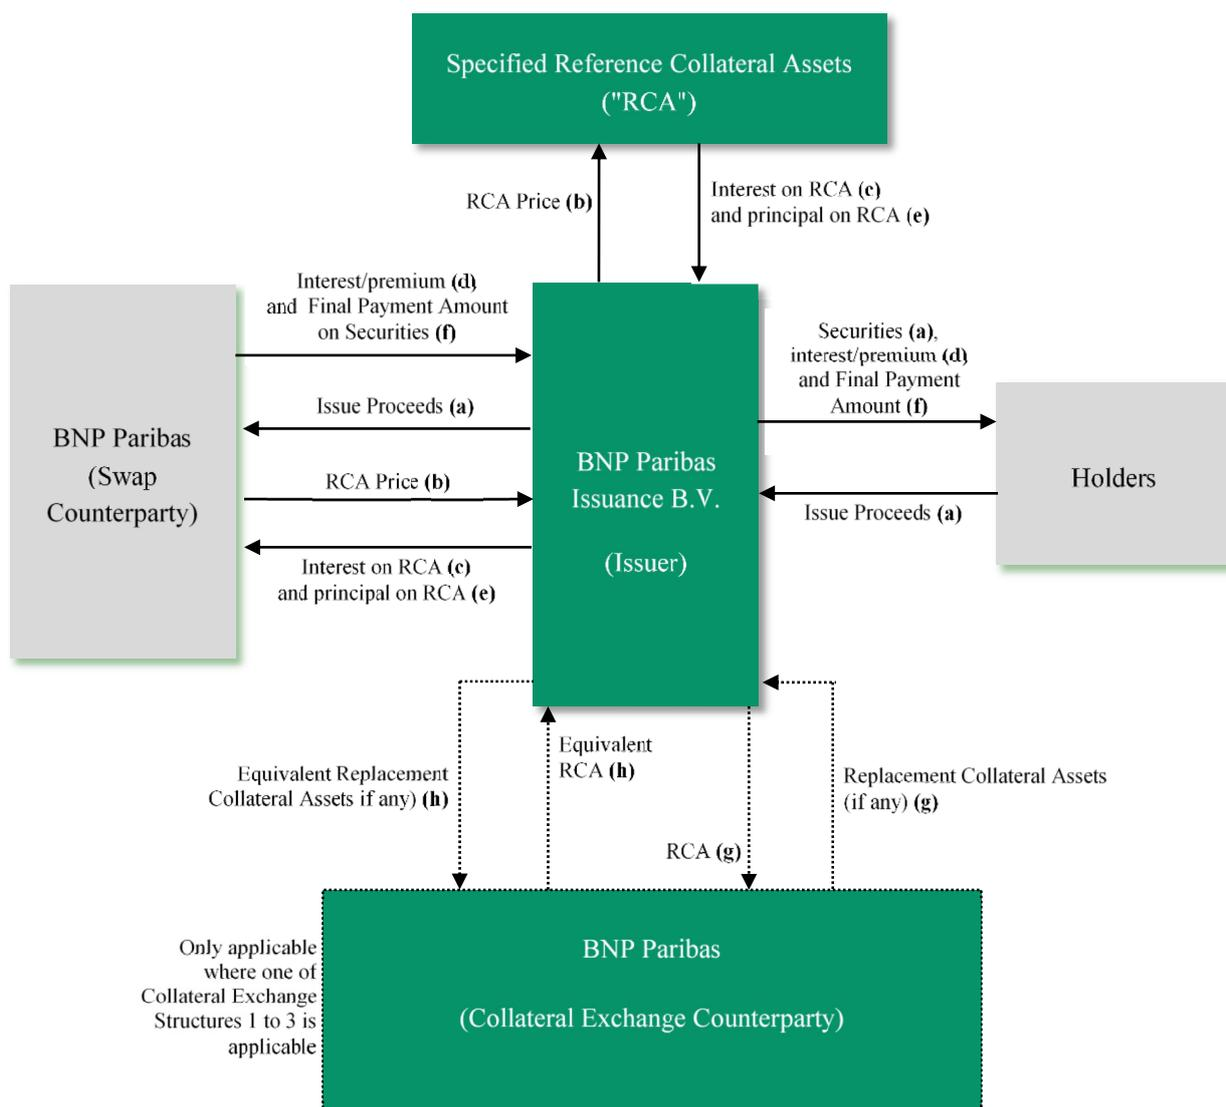 Specified Reference Collateral Assets
("RCA")
RCA Price (b)
Interest on RCA (c)
and principal on RCA (e)
Interest/premium (d)
and Final Payment Amount
on Securities (f)
Issue Proceeds (a)
RCA Price (b)
Interest on RCA (c)
and principal on RCA (e)
BNP Paribas
(Swap
Counterparty)
BNP Paribas
Issuance B.V.
(Issuer)
Securities (a),
interest/premium (d)
and Final Payment
Amount (f)
Issue Proceeds (a)
Holders
Equivalent Replacement
Collateral Assets if any) (h)
Equivalent
RCA (h)
RCA (g)
Replacement Collateral Assets
(if any) (g)
Only applicable
where one of
Collateral Exchange
Structures 1 to 3 is
applicable
BNP Paribas
(Collateral Exchange Counterparty)